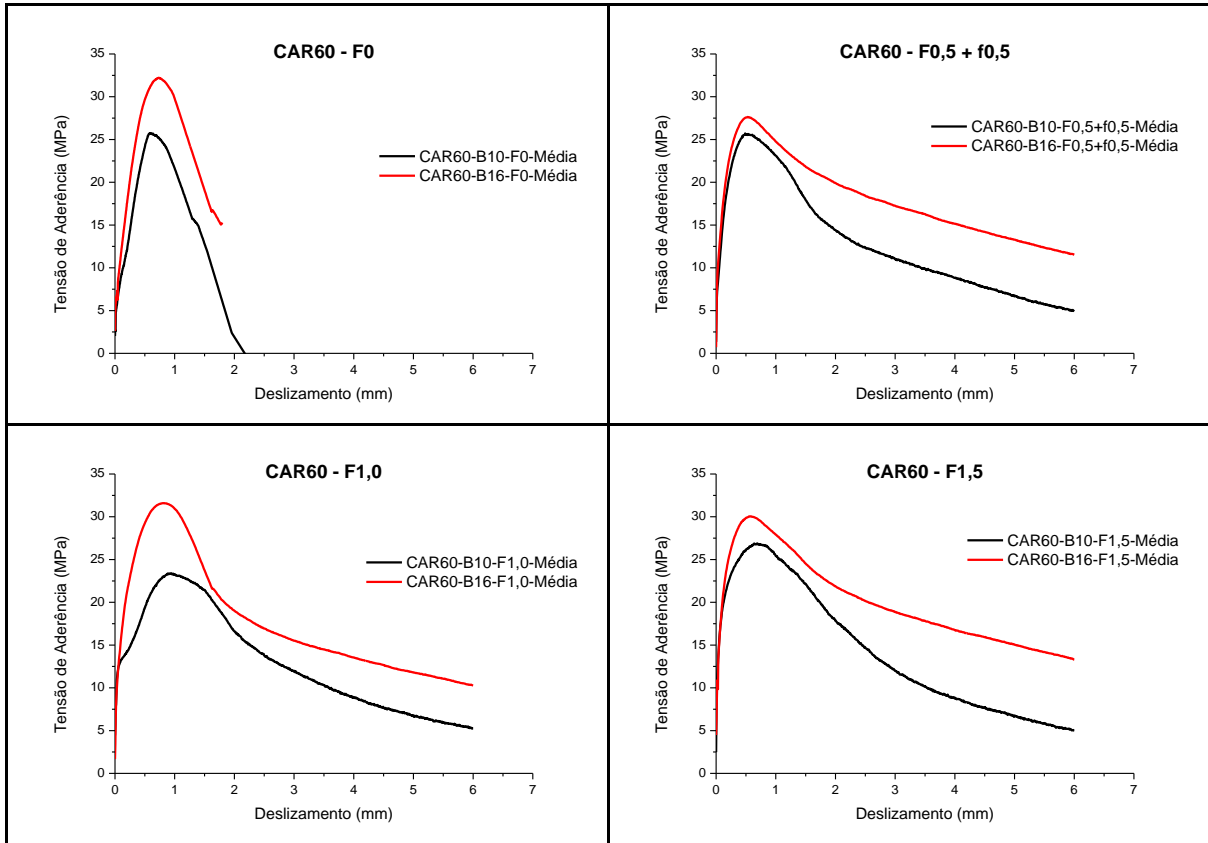 CAR60 - F0
35
30
25
20
15
10
5
0
Tensão de Aderência (MPa)
CAR60-B10-F0-Média
CAR60-B16-F0-Média
0 1 2 3 4 5 6 7
Deslizamento (mm)
CAR60 - F0,5 + f0,5
35
30
25
20
15
10
5
0
Tensão de Aderência (MPa)
CAR60-B10-F0,5+f0,5-Média
CAR60-B16-F0,5+f0,5-Média
0 1 2 3 4 5 6 7
Deslizamento (mm)
CAR60 - F1,0
35
30
25
20
15
10
5
0
Tensão de Aderência (MPa)
CAR60-B10-F1,0-Média
CAR60-B16-F1,0-Média
0 1 2 3 4 5 6 7
Deslizamento (mm)
CAR60 - F1,5
35
30
25
20
15
10
5
0
Tensão de Aderência (MPa)
CAR60-B10-F1,5-Média
CAR60-B16-F1,5-Média
0 1 2 3 4 5 6 7
Deslizamento (mm)